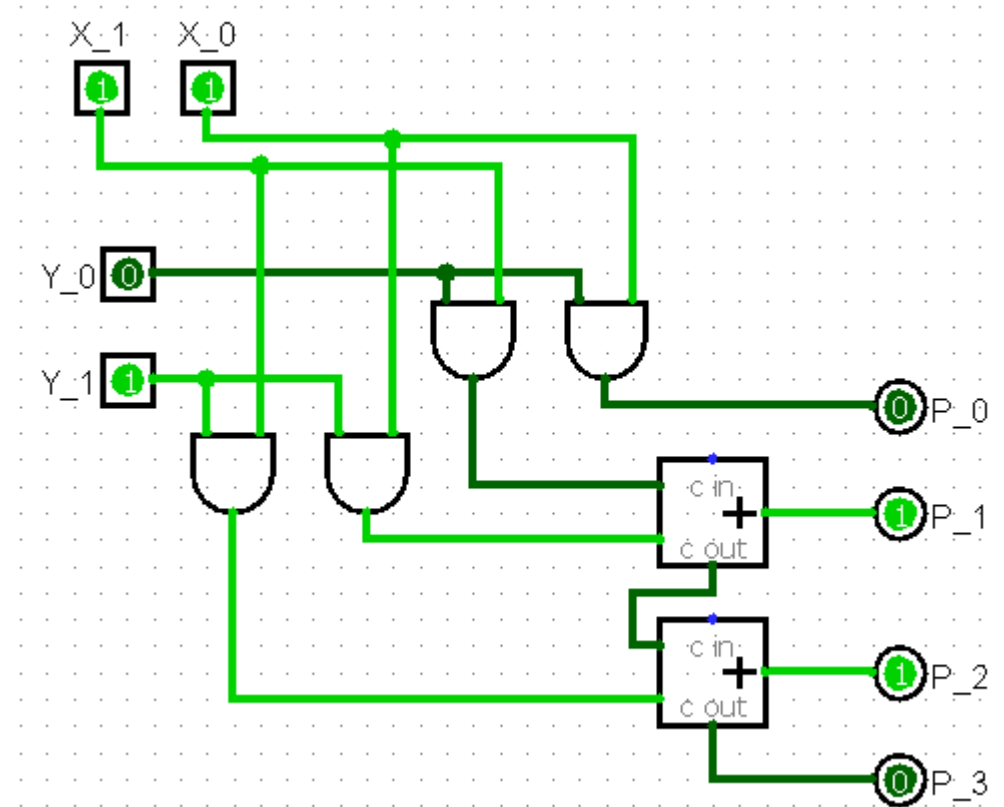 X_1 X_0
1 1
Y_0 0
Y_1 1
0 P_0
c in
+ 1 P_1
c out
c in
+ 1 P_2
c out
0 P_3